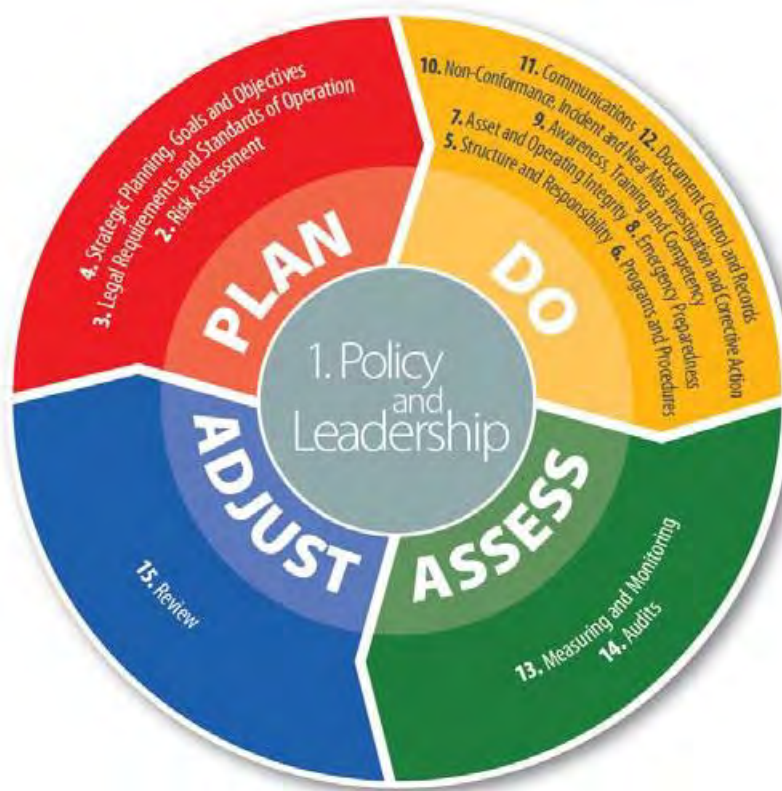 PLAN
4. Strategic Planning, Goals and Objectives
3. Legal Requirements and Standards of Operation
2. Risk Assessment
DO
11. Communications 12. Document Control and Records
10. Non-Conformance, Incident and Near Mass Investigation and Corrective Action
9. Awareness, Training and Competency
7. Asset and Operating Integrity 8. Emergency Preparedness
5. Structure and Responsibility 6. Programs and Procedures
1. Policy
and
Leadership
ADJUST
15. Review
ASSESS
13. Measuring and Monitoring
14. Audits